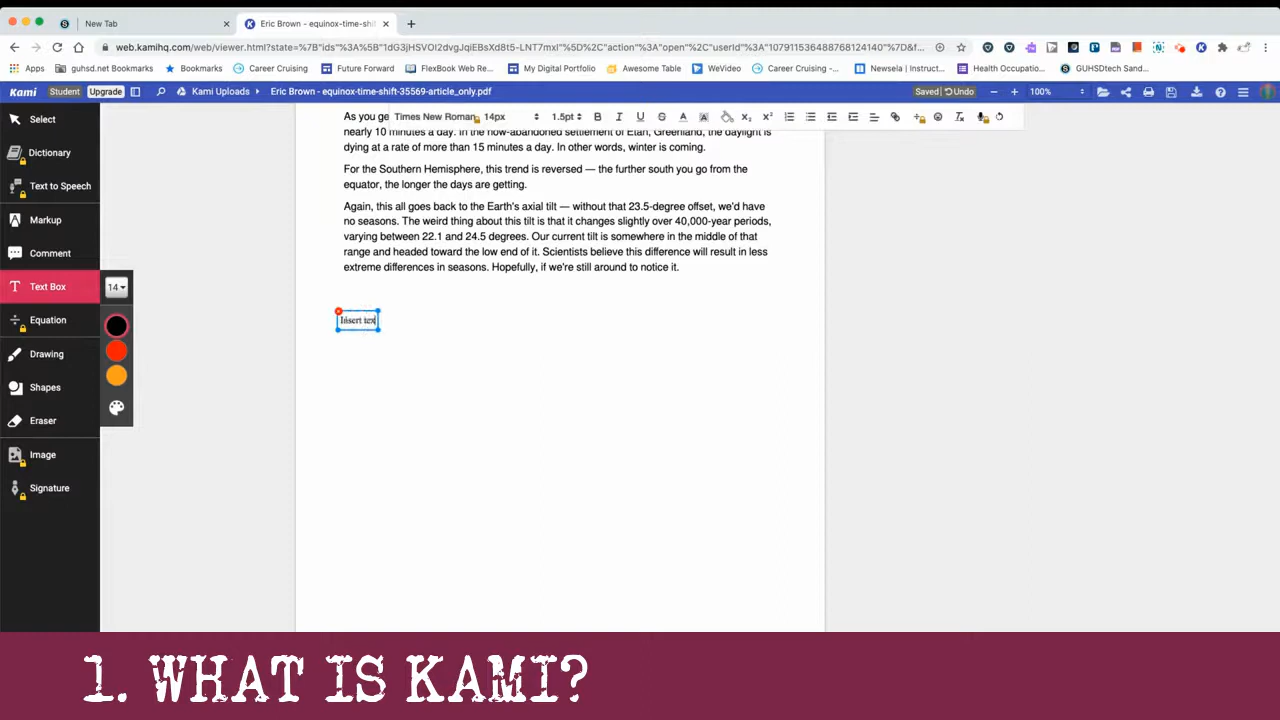 New Tab
Eric Brown - equinox-time-shi
web.kamihq.com/web/viewer.html?state=%7B"ids"%3A%5B"1dG3jHSVOI2dvgJqiEBsXd8t5-LNT7mxI"%5D%2C"action"%3A"open"%2C"userId"%3A"107911536488768124140"%7D&f...
Apps
guhsd.net Bookmarks
Bookmarks
Career Cruising
Future Forward
FlexBook Web Re...
My Digital Portfolio
Awesome Table
WeVideo
Career Cruising -...
Newsela | Instruct...
Health Occupatio...
GUHSDtech Sand...
Kami
Student
Upgrade
Kami Uploads
Eric Brown - equinox-time-shift-35569-article_only.pdf
Saved
Undo
100%
Times New Roman
14px
1.5pt
Select
Dictionary
Text to Speech
Markup
Comment
Text Box
14
Equation
Drawing
Shapes
Eraser
Image
Signature
As you ge
nearly 10 minutes a day. In the now-abandoned settlement of Etah, Greenland, the daylight is
dying at a rate of more than 15 minutes a day. In other words, winter is coming.
For the Southern Hemisphere, this trend is reversed — the further south you go from the
equator, the longer the days are getting.
Again, this all goes back to the Earth's axial tilt — without that 23.5-degree offset, we'd have
no seasons. The weird thing about this tilt is that it changes slightly over 40,000-year periods,
varying between 22.1 and 24.5 degrees. Our current tilt is somewhere in the middle of that
range and headed toward the low end of it. Scientists believe this difference will result in less
extreme differences in seasons. Hopefully, if we're still around to notice it.
Insert tex
1. WHAT IS KAMI?